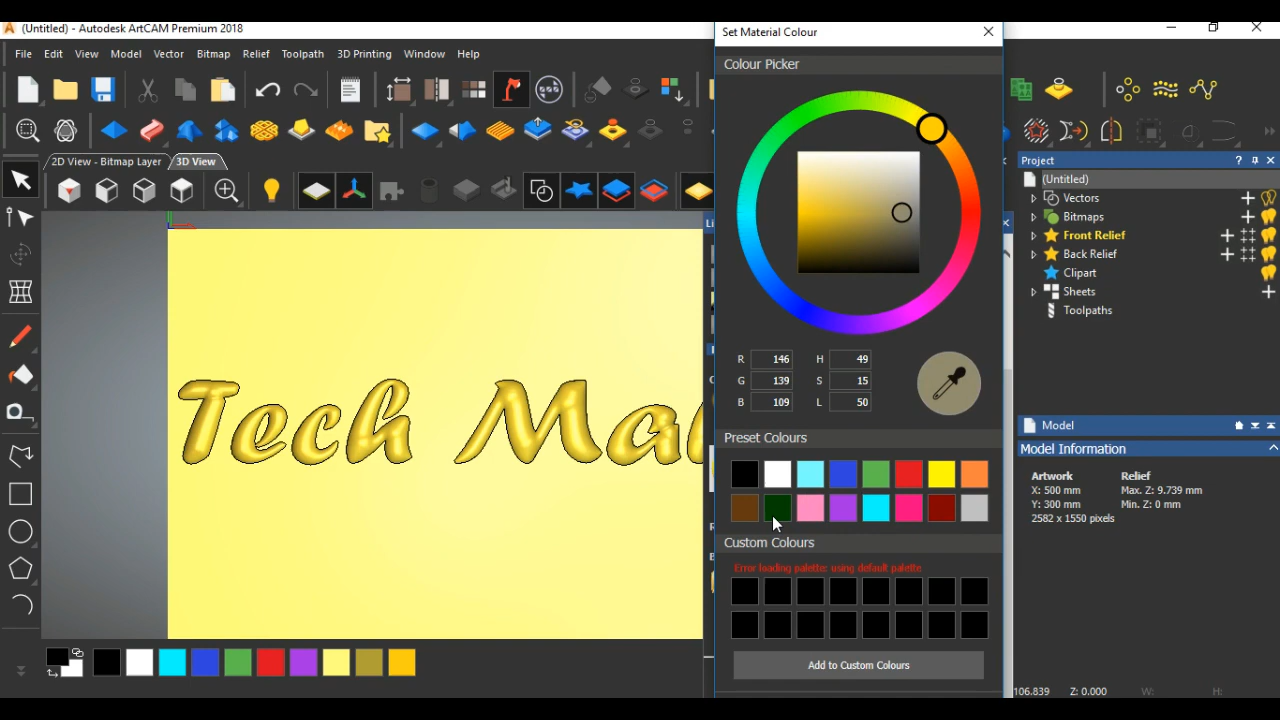 (Untitled) - Autodesk ArtCAM Premium 2018
File Edit View Model Vector Bitmap Relief Toolpath 3D Printing Window Help
2D View - Bitmap Layer 3D View
Tech Ma
Set Material Colour
Colour Picker
R 146 H 49
G 139 S 15
B 109 L 50
Preset Colours
Custom Colours
Error loading palette: using default palette
Add to Custom Colours
Project
(Untitled)
Vectors
Bitmaps
Front Relief
Back Relief
Clipart
Sheets
Toolpaths
Model
Model Information
Artwork Relief
X: 500 mm Max. Z: 9.739 mm
Y: 300 mm Min. Z: 0 mm
2582 x 1550 pixels
106.839 Z: 0.000 W: H: